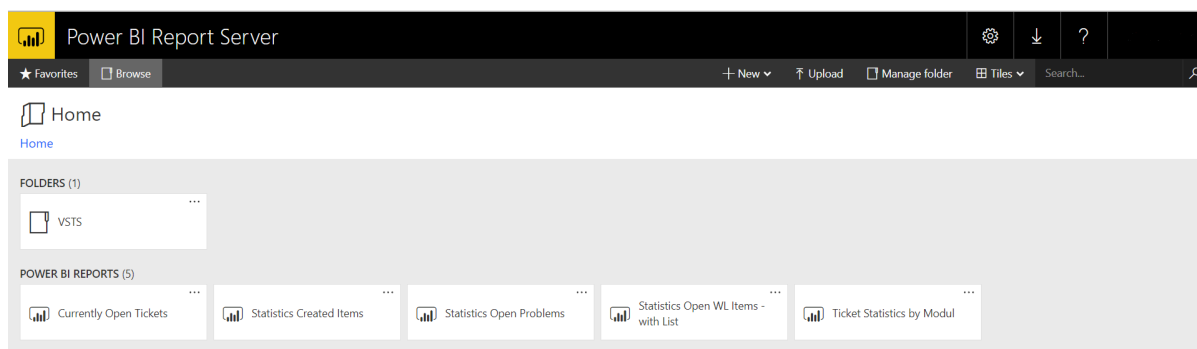 Power BI Report Server
?
★ Favorites Browse + New Upload Manage folder Tiles Search...
Home
Home
FOLDERS (1)
...
VSTS
POWER BI REPORTS (5)
... ... ... ... ...
Currently Open Tickets Statistics Created Items Statistics Open Problems Statistics Open WL Items - with List Ticket Statistics by Modul